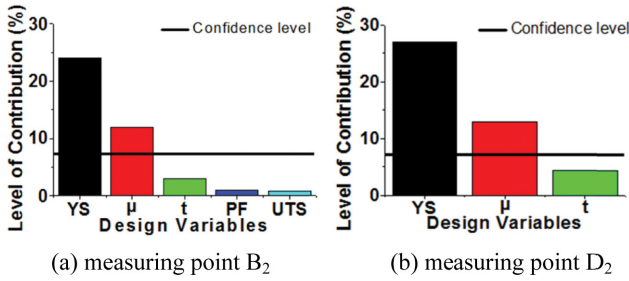 (a)
Level of Contribution (%)
30
20
10
0
Confidence level
YS μ t PF UTS
Design Variables
(a) measuring point B₂
(b)
Level of Contribution (%)
30
20
10
0
Confidence level
YS μ t
Design Variables
(b) measuring point D₂